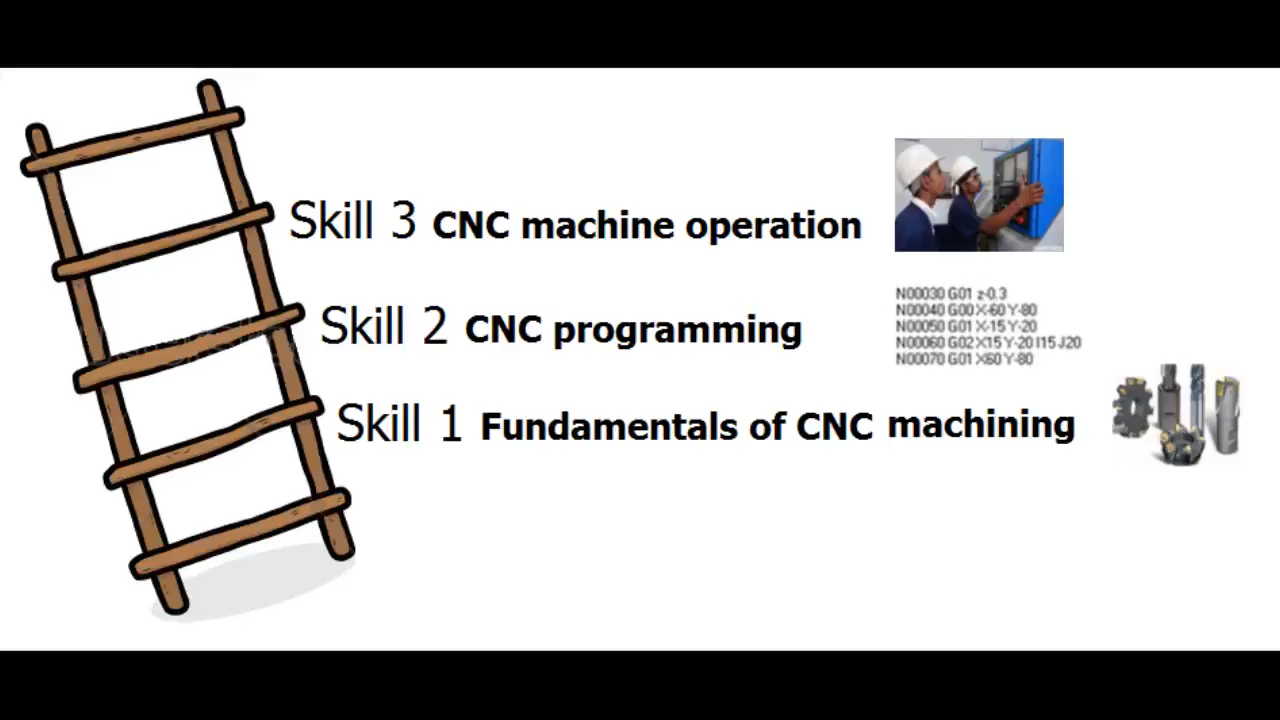 Skill 3 CNC machine operation
N00030 G01 z-0.3
N00040 G00 X-60 Y-80
N00050 G01 X-15 Y-20
N00060 G02 X15 Y-20 I15 J20
N00070 G01 X60 Y-80
Skill 2 CNC programming
Skill 1 Fundamentals of CNC machining